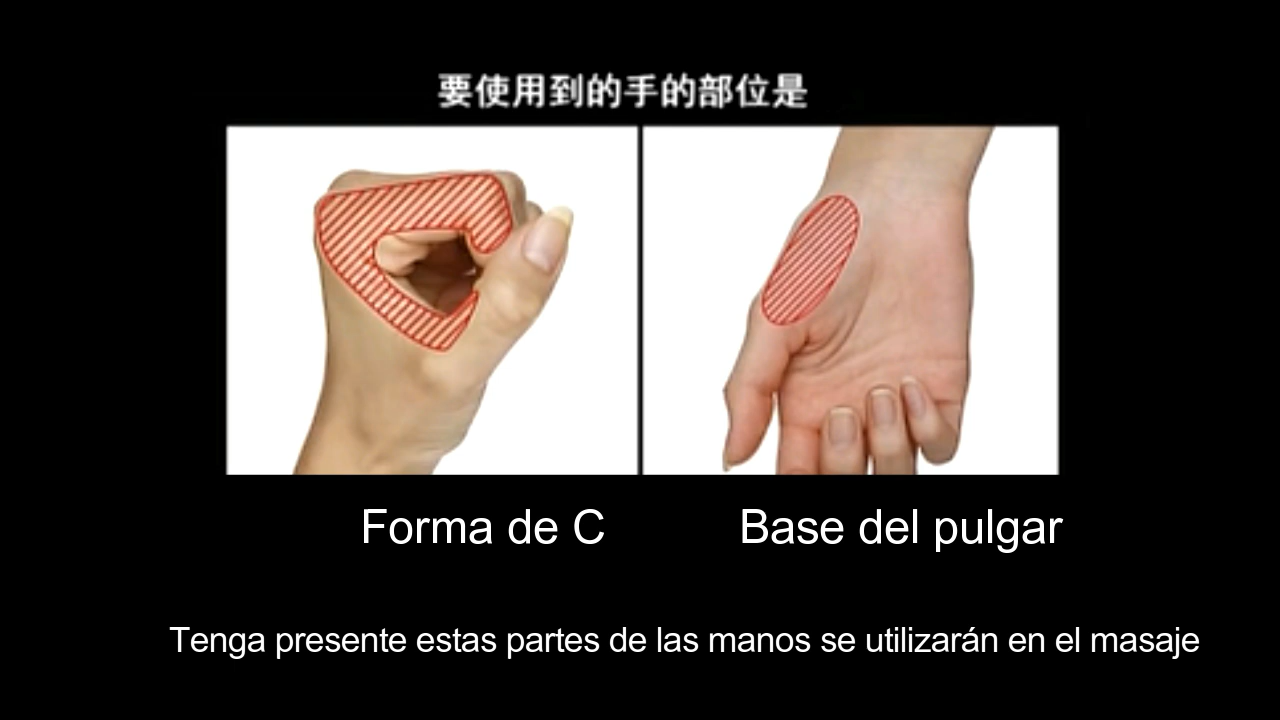 要使用到的手的部位是
Forma de C
Base del pulgar
Tenga presente estas partes de las manos se utilizarán en el masaje